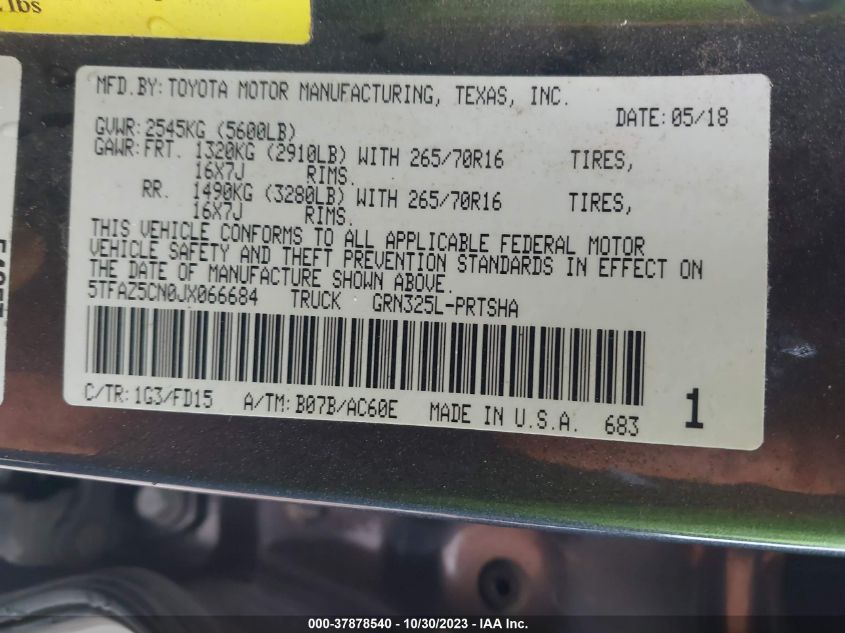 lbs
MFD.BY: TOYOTA MOTOR MANUFACTURING, TEXAS, INC.
DATE: 05/18
GVWR: 2545KG (5600LB)
GAWR: FRT. 1320KG (2910LB) WITH 265/70R16 TIRES,
16X7J RIMS.
RR. 1490KG (3280LB) WITH 265/70R16 TIRES,
16X7J RIMS.
THIS VEHICLE CONFORMS TO ALL APPLICABLE FEDERAL MOTOR
VEHICLE SAFETY AND THEFT PREVENTION STANDARDS IN EFFECT ON
THE DATE OF MANUFACTURE SHOWN ABOVE.
5TFAZ5CN0JX066684 TRUCK GRN325L-PRTSHA
C/TR: 1G3/FD15 A/TM: B07B/AC60E MADE IN U.S.A. 683 1
000-37878540 - 10/30/2023 - IAA Inc.